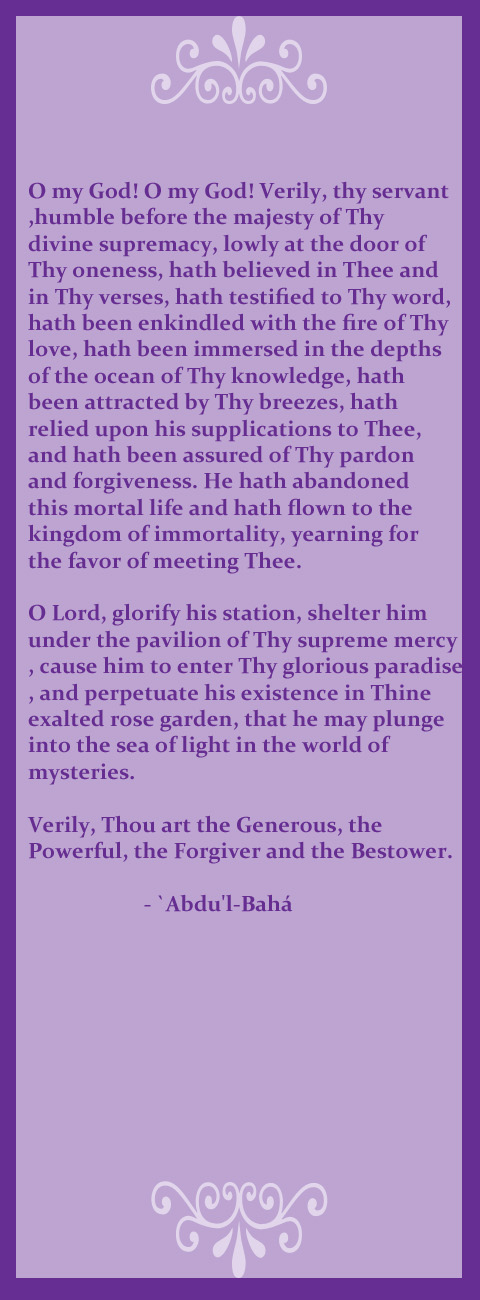 O my God! O my God! Verily, thy servant
,humble before the majesty of Thy
divine supremacy, lowly at the door of
Thy oneness, hath believed in Thee and
in Thy verses, hath testified to Thy word,
hath been enkindled with the fire of Thy
love, hath been immersed in the depths
of the ocean of Thy knowledge, hath
been attracted by Thy breezes, hath
relied upon his supplications to Thee,
and hath been assured of Thy pardon
and forgiveness. He hath abandoned
this mortal life and hath flown to the
kingdom of immortality, yearning for
the favor of meeting Thee.
O Lord, glorify his station, shelter him
under the pavilion of Thy supreme mercy
, cause him to enter Thy glorious paradise
, and perpetuate his existence in Thine
exalted rose garden, that he may plunge
into the sea of light in the world of
mysteries.
Verily, Thou art the Generous, the
Powerful, the Forgiver and the Bestower.
- `Abdu'l-Bahá